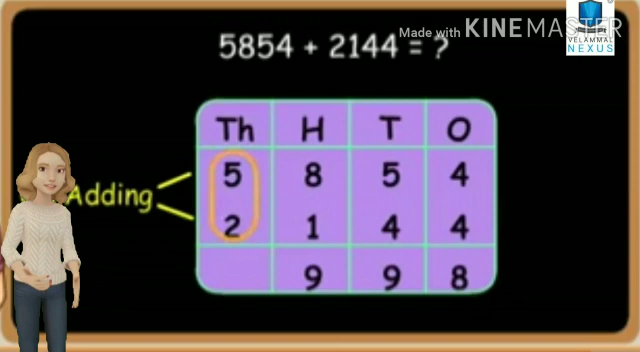 Made with KINEMASTER
VELAMMAL
NEXUS
5854 + 2144 = ?
Th H T O
5 8 5 4
Adding
2 1 4 4
9 9 8